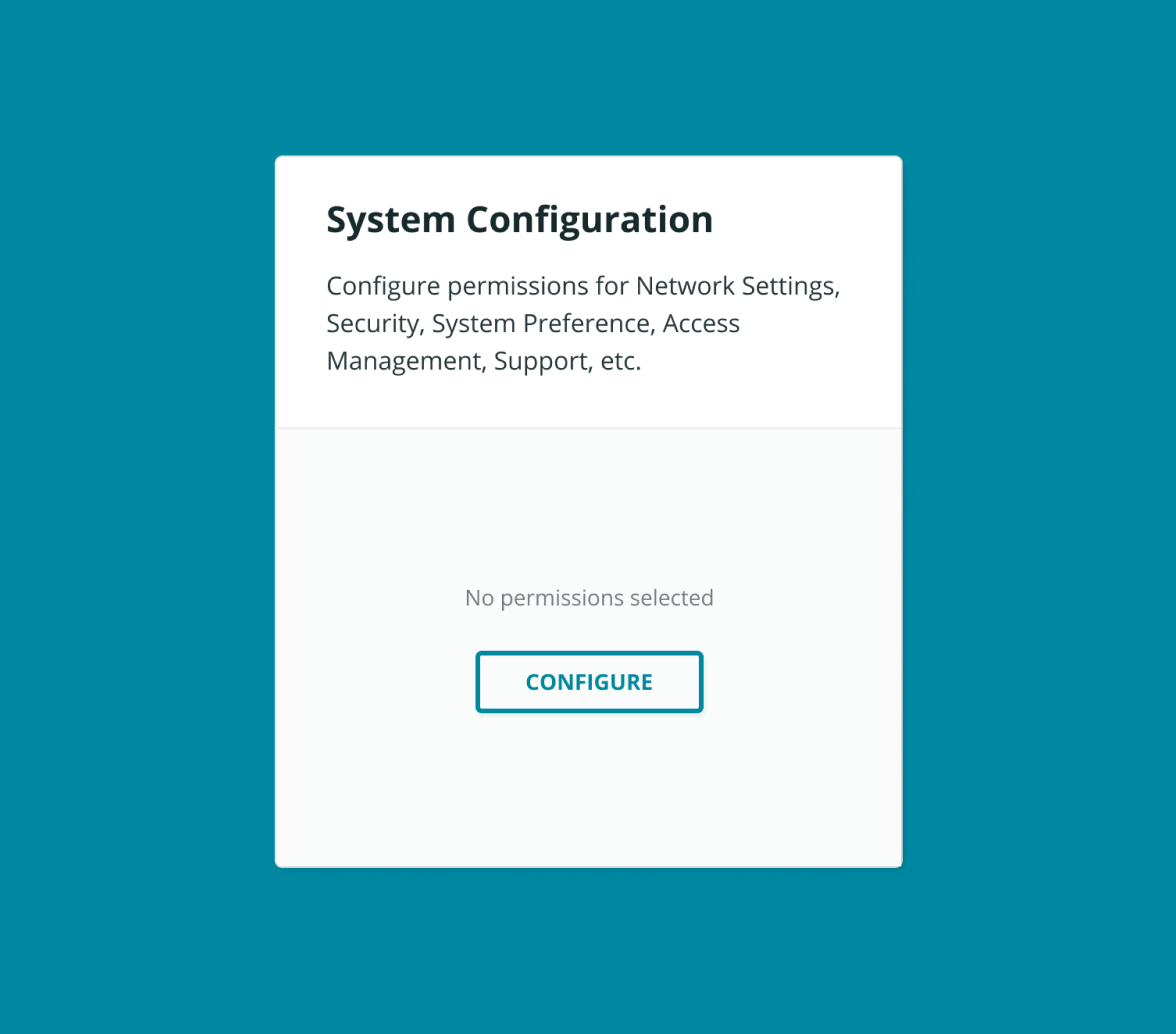 System Configuration
Configure permissions for Network Settings,
Security, System Preference, Access
Management, Support, etc.
No permissions selected
CONFIGURE